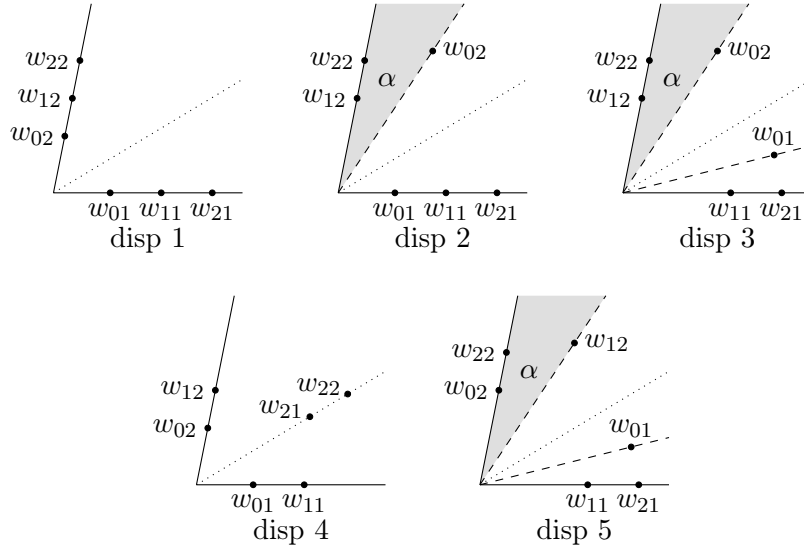 w₂₂
w₁₂
w₀₂
w₀₁ w₁₁ w₂₁
disp 1
w₂₂
w₀₂
α
w₁₂
w₀₁ w₁₁ w₂₁
disp 2
w₂₂
w₀₂
α
w₁₂
w₀₁
w₁₁ w₂₁
disp 3
w₁₂
w₂₂
w₂₁
w₀₂
w₀₁ w₁₁
disp 4
w₂₂
w₁₂
α
w₀₂
w₀₁
w₁₁ w₂₁
disp 5